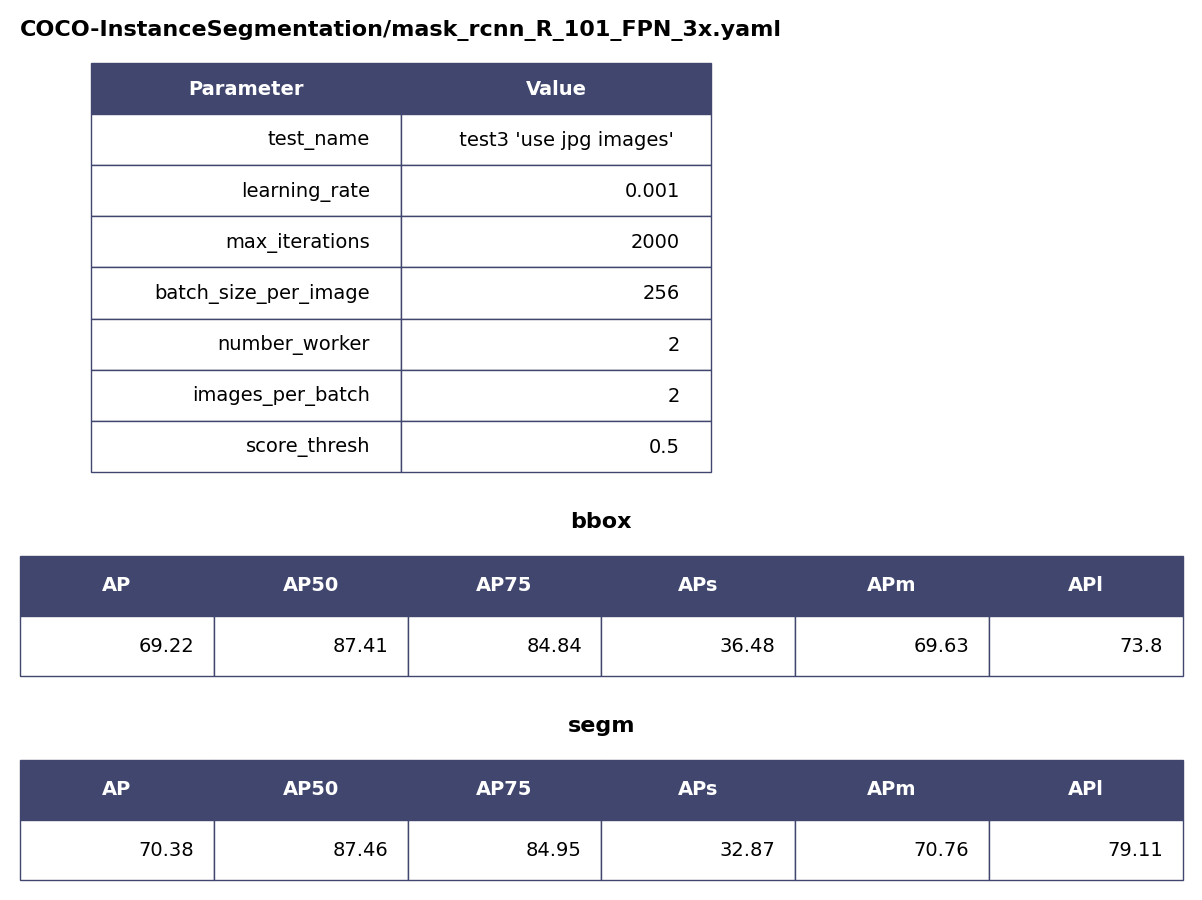 COCO-InstanceSegmentation/mask_rcnn_R_101_FPN_3x.yaml
Parameter Value
test_name test3 'use jpg images'
learning_rate 0.001
max_iterations 2000
batch_size_per_image 256
number_worker 2
images_per_batch 2
score_thresh 0.5
bbox
AP AP50 AP75 APs APm APl
69.22 87.41 84.84 36.48 69.63 73.8
segm
AP AP50 AP75 APs APm APl
70.38 87.46 84.95 32.87 70.76 79.11